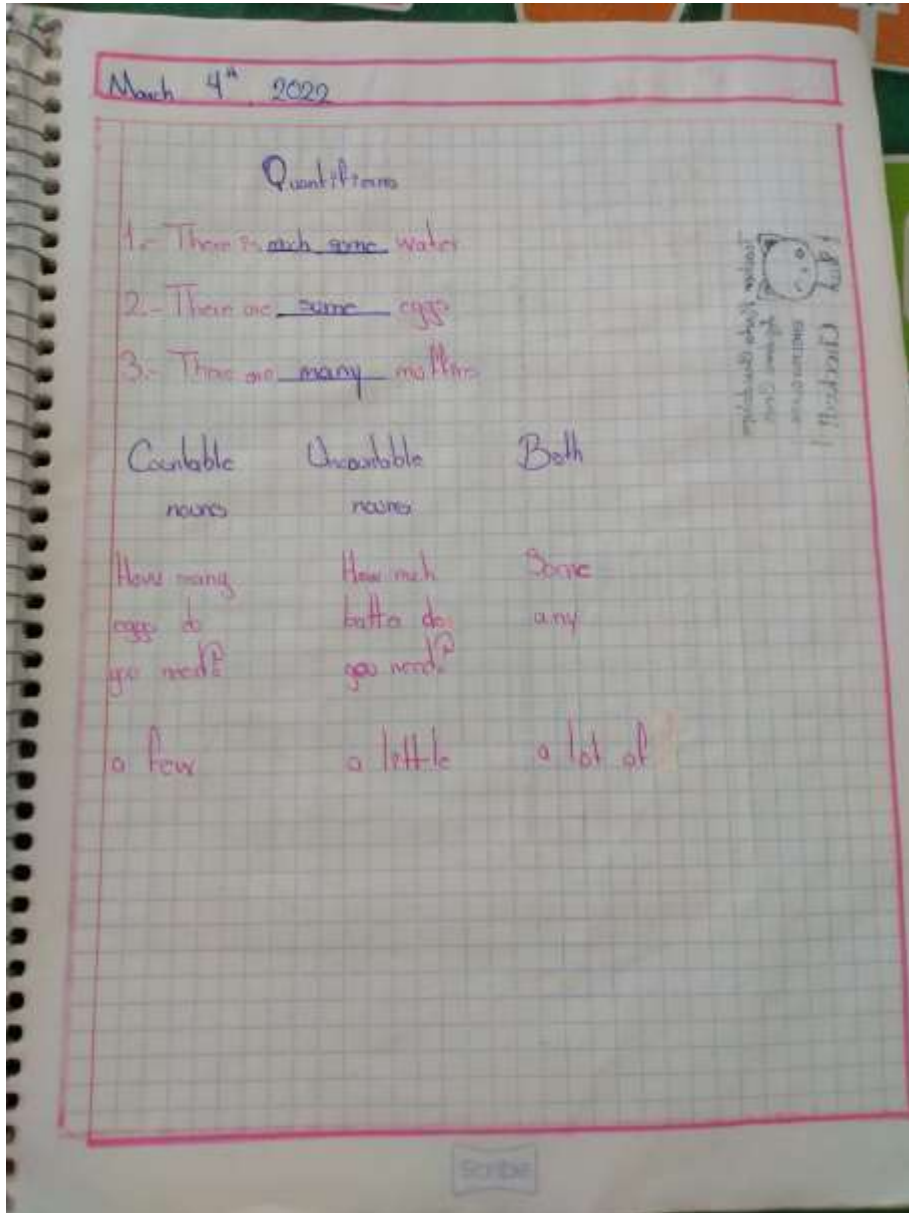 March 4th 2022
Quantifiers
1.- There is much some water
2.- There are some eggs
3.- There are many muffins
Countable nouns
Uncountable nouns
Both
How many eggs do you need?
How much butter do you need?
Some
any
a few
a little
a lot of
Scribe